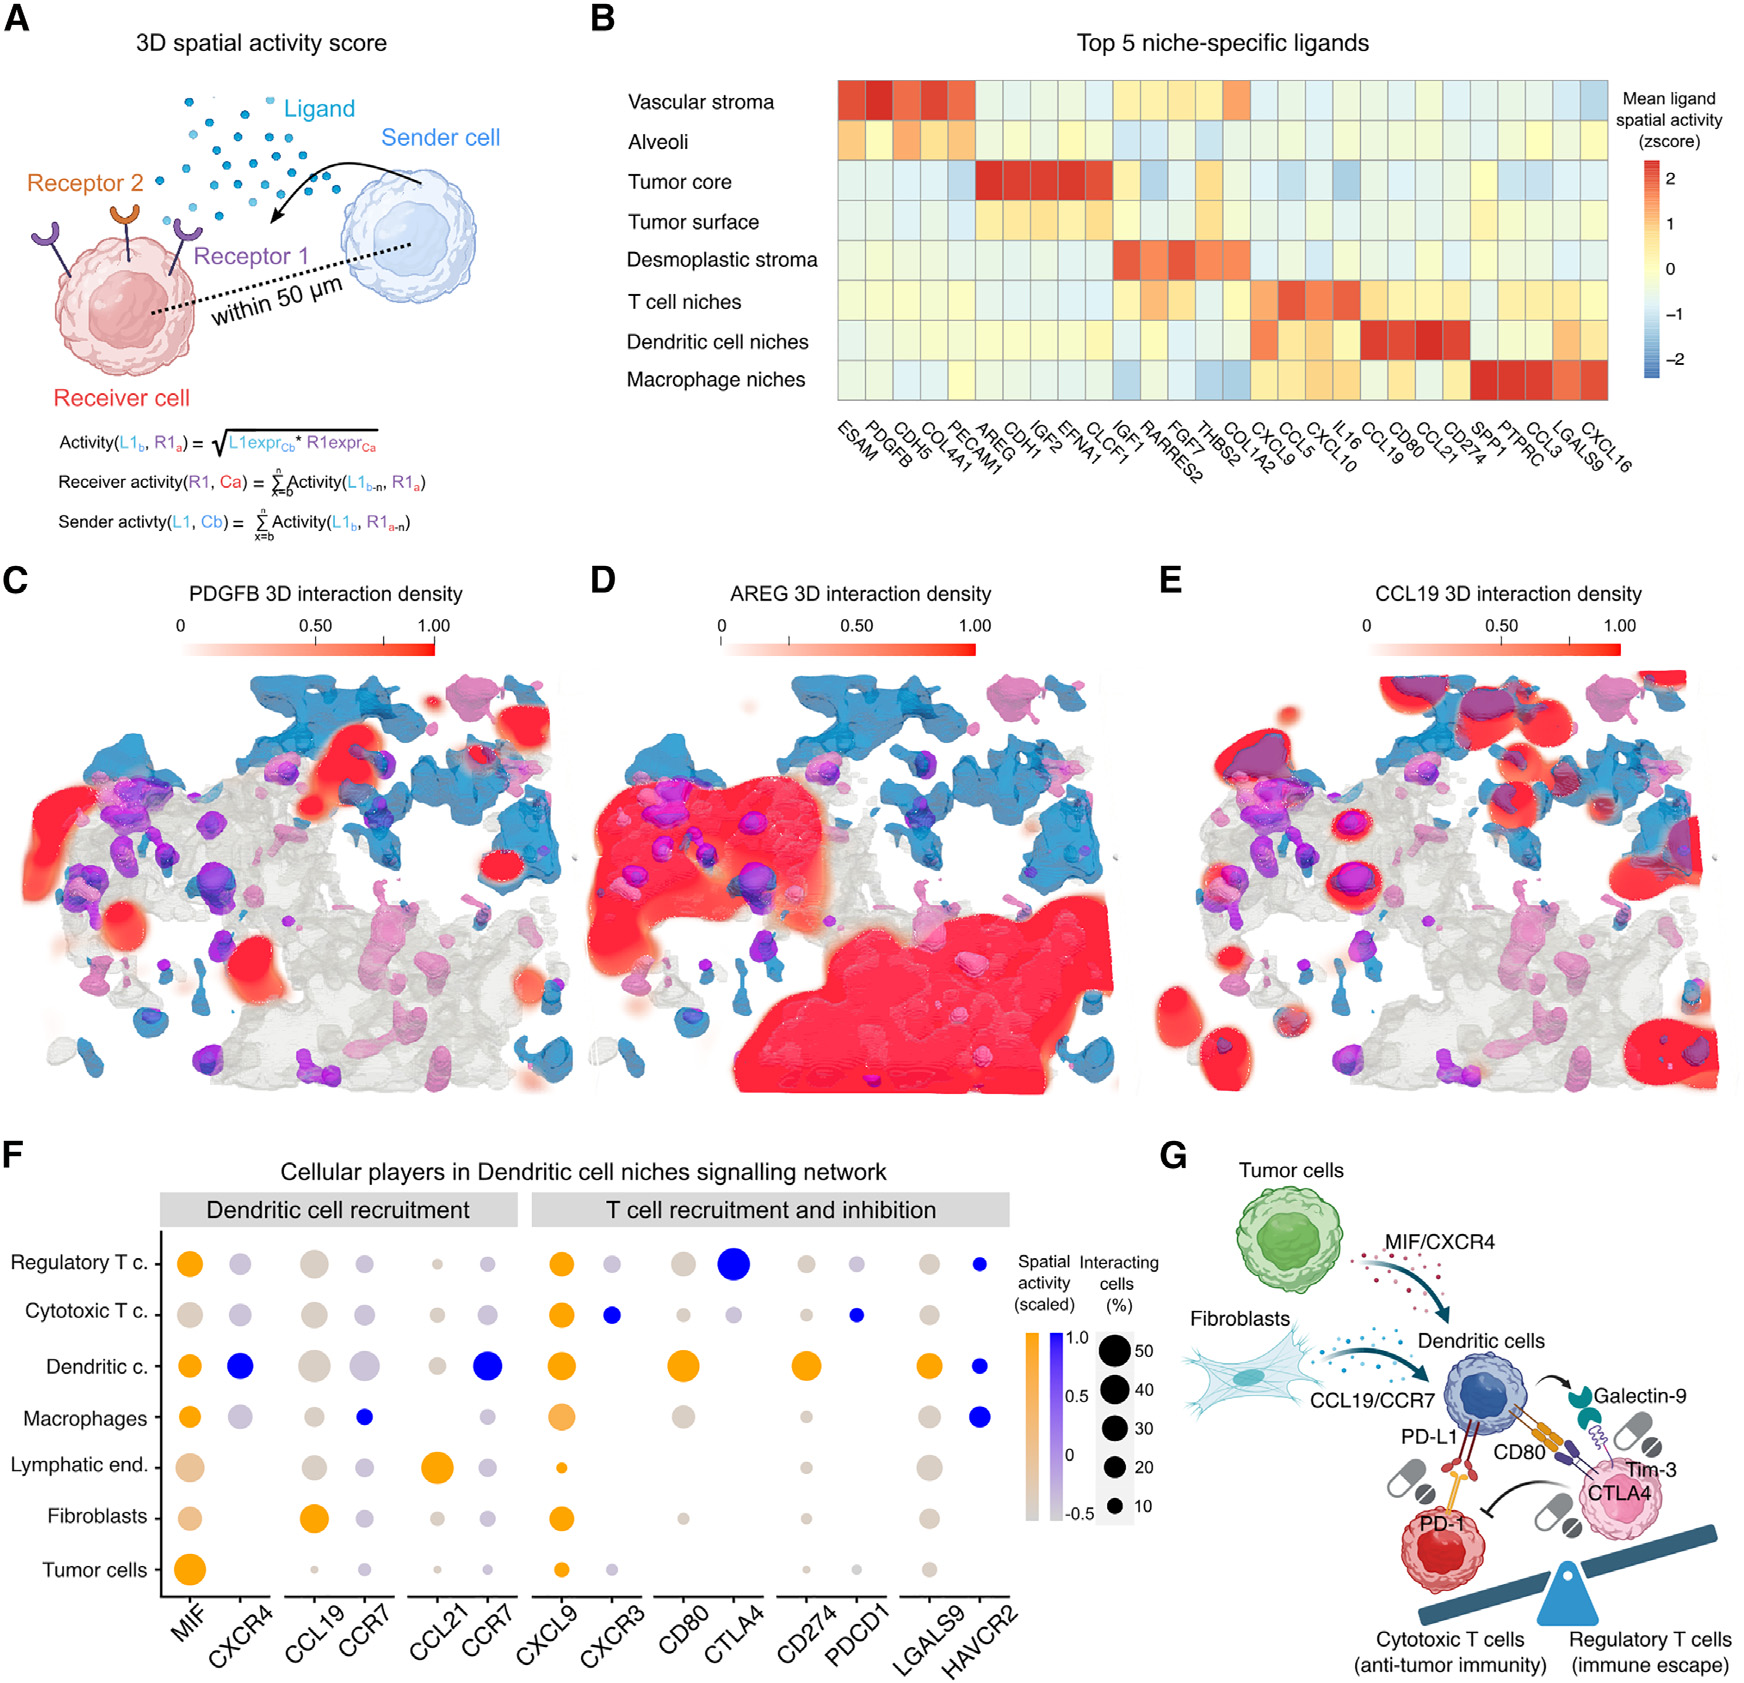 A
3D spatial activity score
Ligand
Sender cell
Receptor 2
Receptor 1
within 50 µm
Receiver cell
Activity(L1b, R1a) = √L1exprCb* R1exprCa
Receiver activity(R1, Ca) = n∑x=bActivity(L1b-n, R1a)
Sender activty(L1, Cb) = n∑x=bActivity(L1b, R1a-n)
B
Top 5 niche-specific ligands
Vascular stroma
Alveoli
Tumor core
Tumor surface
Desmoplastic stroma
T cell niches
Dendritic cell niches
Macrophage niches
ESAM
PDGFB
CDH5
COL4A1
PECAM1
AREG
CDH1
IGF2
EFNA1
CLCF1
IGF1
RARRES2
FGF7
THBS2
COL1A2
CXCL9
CCL5
CXCL10
IL16
CCL19
CD80
CCL21
CD274
SPP1
PTPRC
CCL3
LGALS9
CXCL16
Mean ligand
spatial activity
(zscore)
2
1
0
−1
−2
C
PDGFB 3D interaction density
0 0.50 1.00
D
AREG 3D interaction density
0 0.50 1.00
E
CCL19 3D interaction density
0 0.50 1.00
F
Cellular players in Dendritic cell niches signalling network
Dendritic cell recruitment
T cell recruitment and inhibition
Regulatory T c.
Cytotoxic T c.
Dendritic c.
Macrophages
Lymphatic end.
Fibroblasts
Tumor cells
MIF
CXCR4
CCL19
CCR7
CCL21
CCR7
CXCL9
CXCR3
CD80
CTLA4
CD274
PDCD1
LGALS9
HAVCR2
Spatial
activity
(scaled)
1.0
0.5
0
-0.5
Interacting
cells
(%)
50
40
30
20
10
G
Tumor cells
MIF/CXCR4
Fibroblasts
Dendritic cells
CCL19/CCR7
Galectin-9
PD-L1
CD80
Tim-3
CTLA4
PD-1
Cytotoxic T cells
(anti-tumor immunity)
Regulatory T cells
(immune escape)